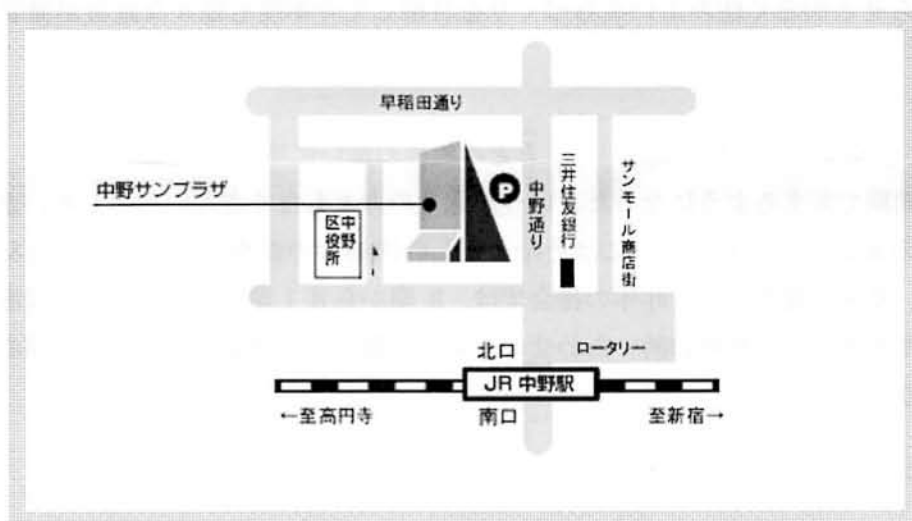 早稲田通り
中野サンプラザ
中野
区役所
P
中野通り
三井住友銀行
サンモール商店街
北口
ロータリー
JR 中野駅
←至高円寺
南口
至新宿→